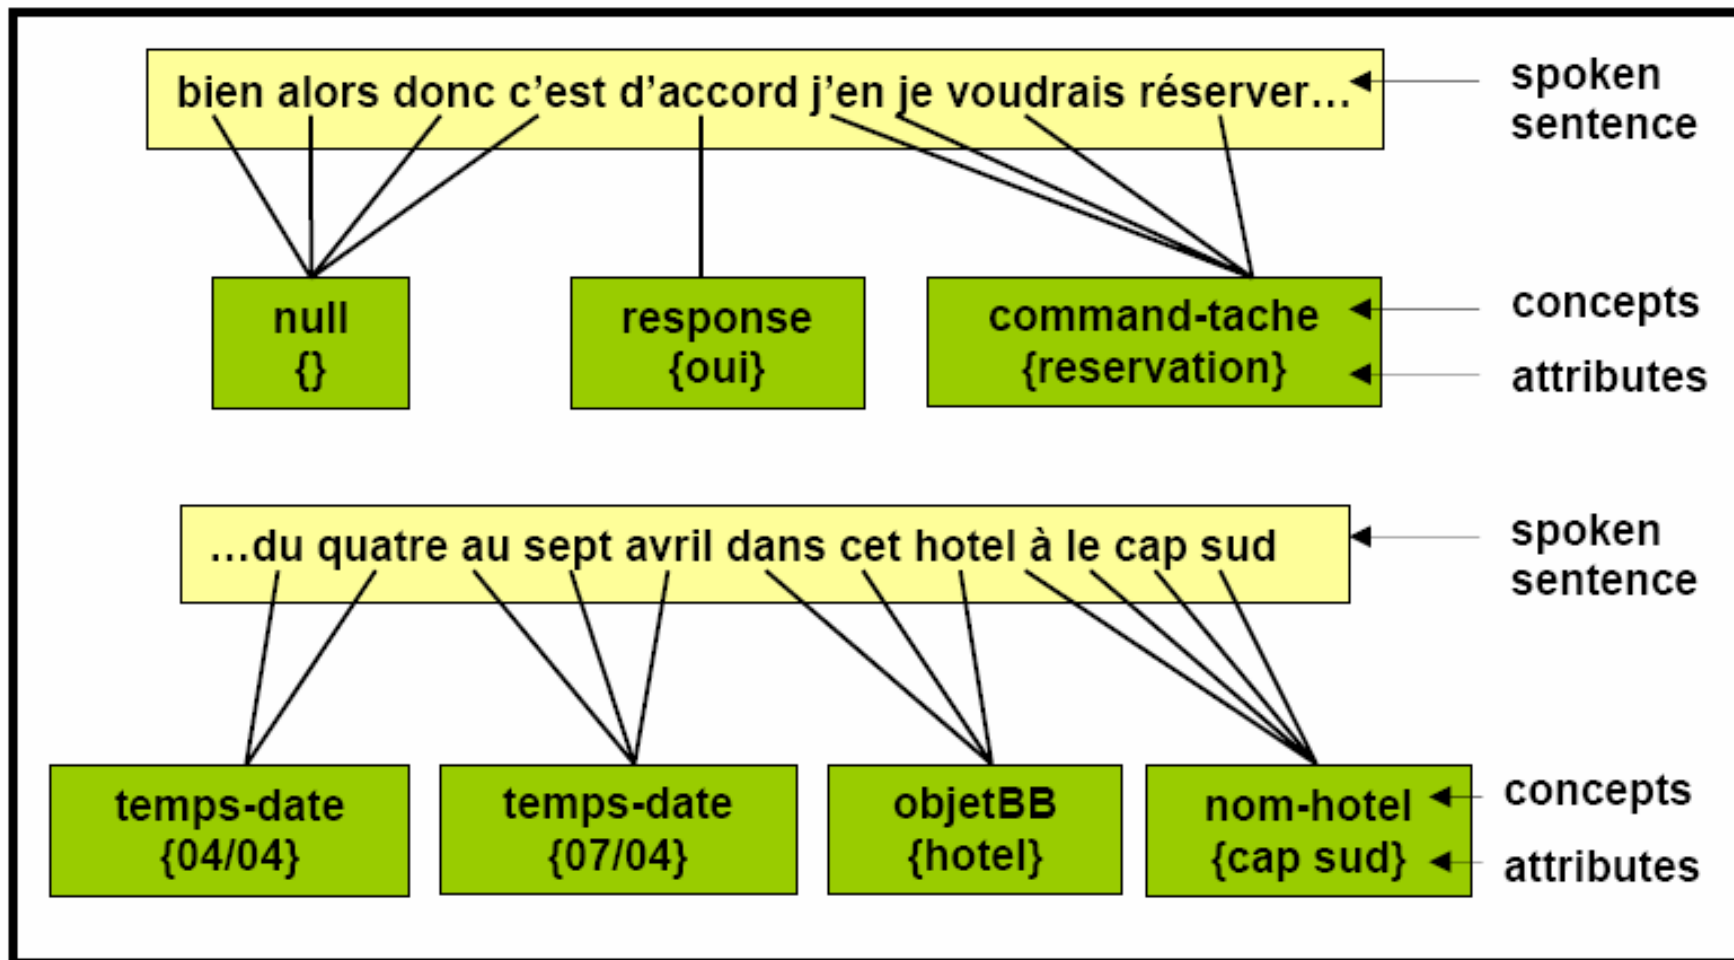 bien alors donc c'est d'accord j'en je voudrais réserver...
spoken
sentence
null
{}
response
{oui}
command-tache
{reservation}
concepts
attributes
...du quatre au sept avril dans cet hotel à le cap sud
spoken
sentence
temps-date
{04/04}
temps-date
{07/04}
objetBB
{hotel}
nom-hotel
{cap sud}
concepts
attributes